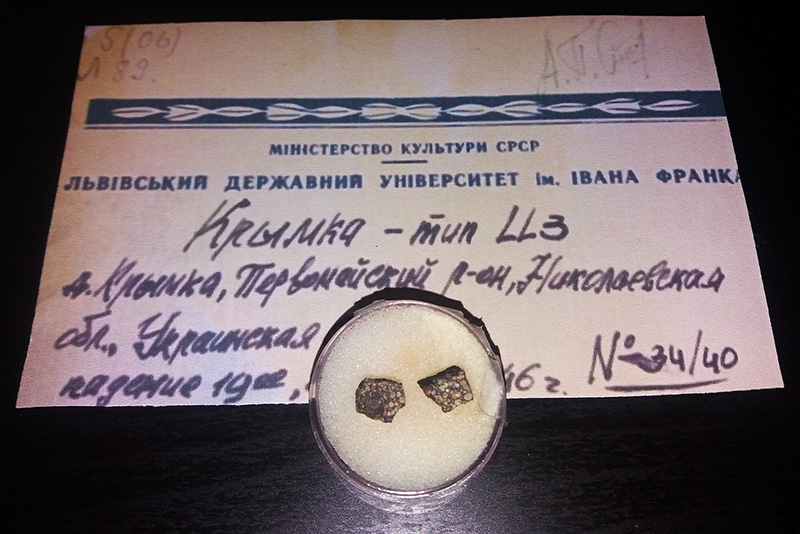 5(06)
Л 89.
МІНІСТЕРСТВО КУЛЬТУРИ СРСР
ЛЬВІВСЬКИЙ ДЕРЖАВНИЙ УНІВЕРСИТЕТ ім. ІВАНА ФРАНКА
Крымка – тип LL3
д. Крымка, Первомайский р-он, Николаевская
обл., Украинская
падение 19 46 г. № 34/40